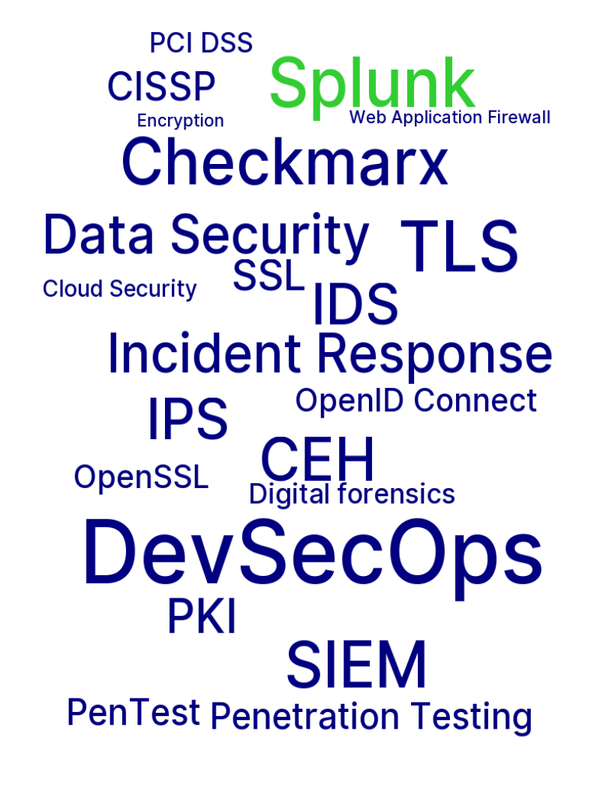 PCI DSS
CISSP
Splunk
Encryption
Web Application Firewall
Checkmarx
Data Security
TLS
SSL
Cloud Security
IDS
Incident Response
OpenID Connect
IPS
CEH
OpenSSL
Digital forensics
DevSecOps
PKI
SIEM
PenTest
Penetration Testing